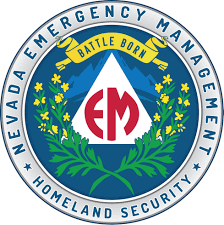 NEVADA EMERGENCY MANAGEMENT
BATTLE BORN
EM
★ HOMELAND SECURITY ★